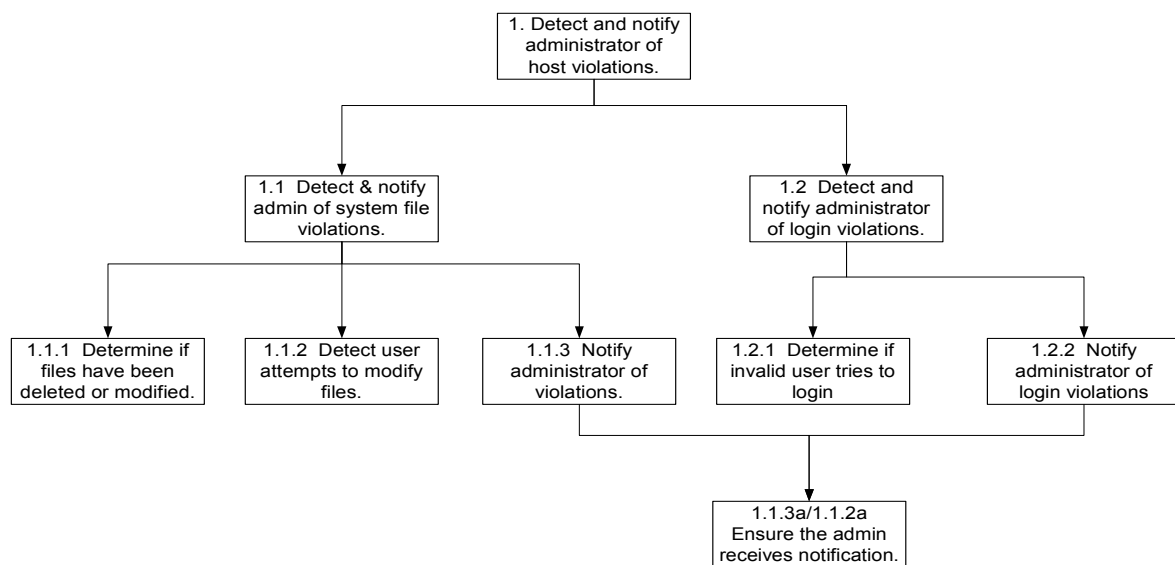 1. Detect and notify
administrator of
host violations.
1.1 Detect & notify
admin of system file
violations.
1.2 Detect and
notify administrator
of login violations.
1.1.1 Determine if
files have been
deleted or modified.
1.1.2 Detect user
attempts to modify
files.
1.1.3 Notify
administrator of
violations.
1.2.1 Determine if
invalid user tries to
login
1.2.2 Notify
administrator of
login violations
1.1.3a/1.1.2a
Ensure the admin
receives notification.